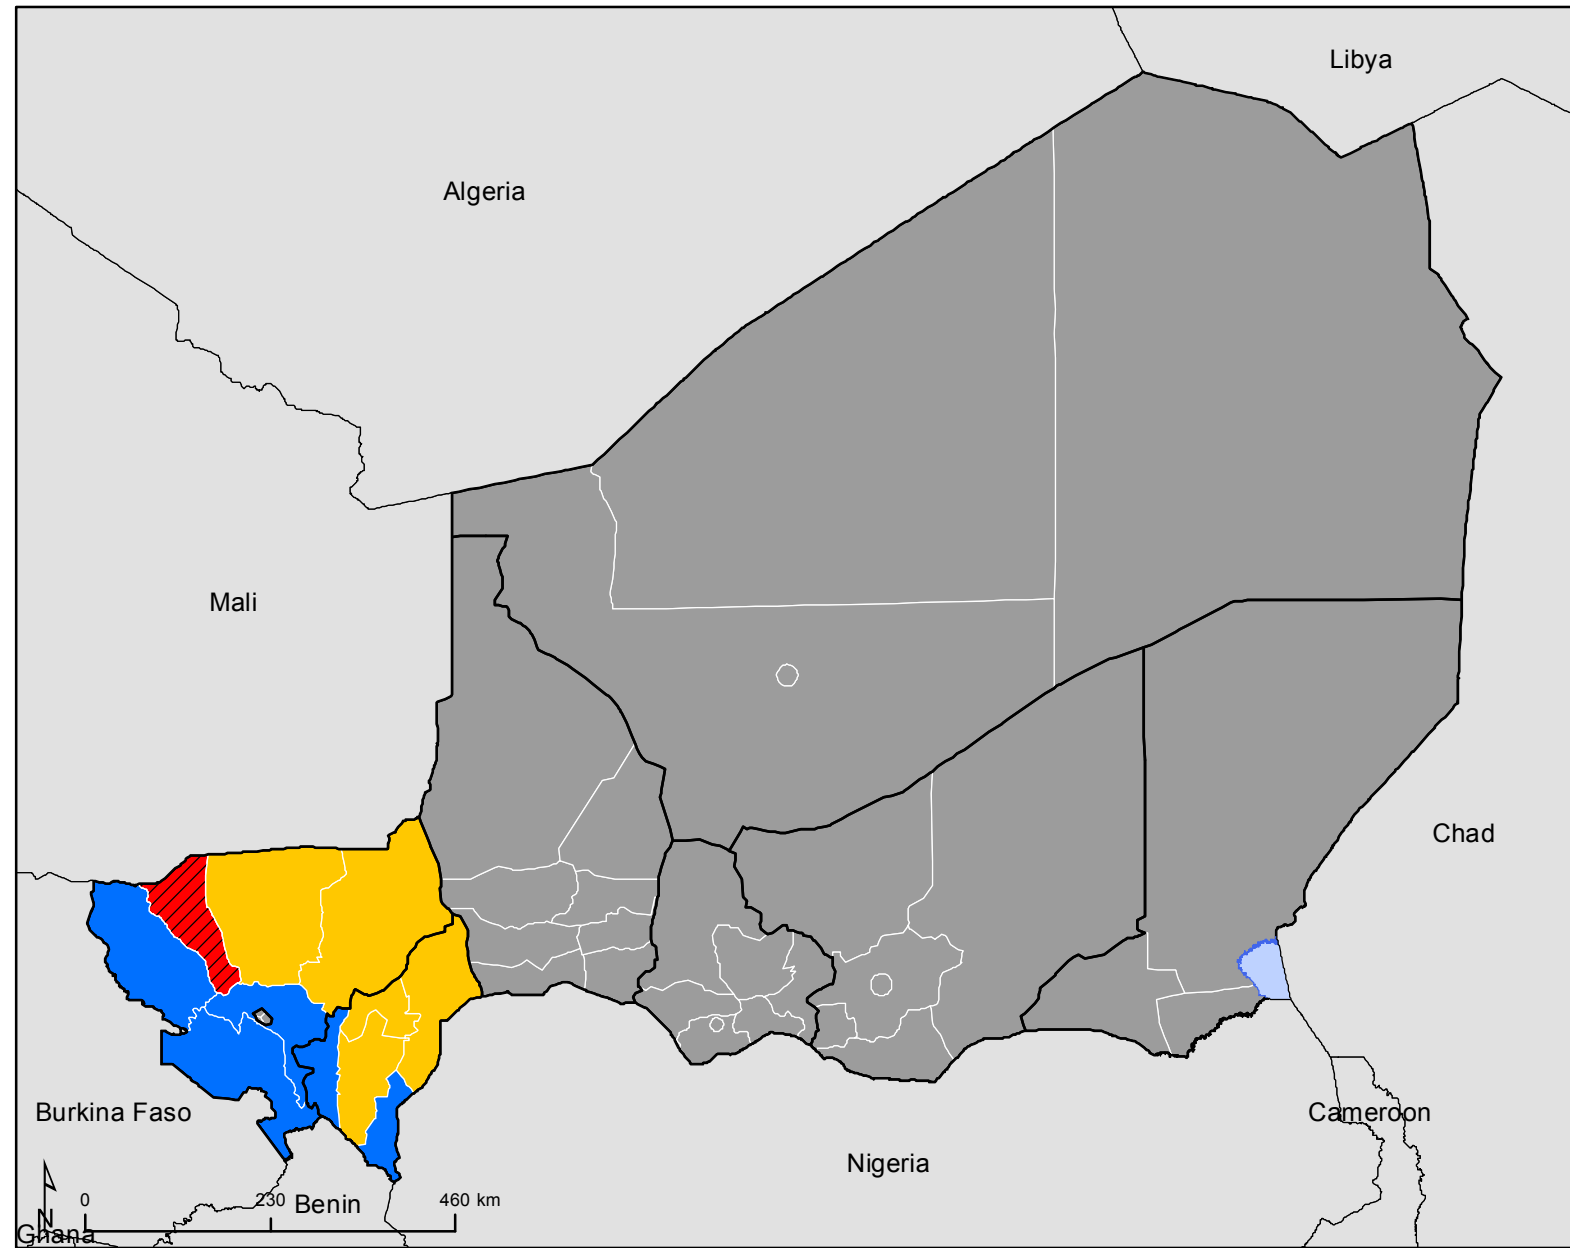 Libya
Algeria
Mali
Chad
Burkina Faso
Cameroon
Nigeria
0 230 460 km
Benin
N
Ghana